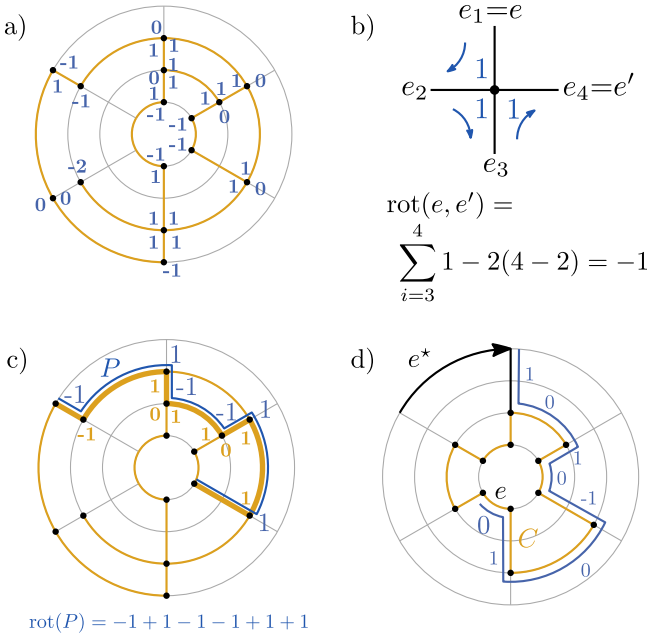 a)
0
1 1
-1
0 1
1 1 0
1
-1
1 1
0
1
-1
-1
-1
-1
-2
1
1
1 0
0 0
1 1
1 1
-1
b)
e₁=e
1
e₂
e₄=e′
1 1
e₃
rot(e, e′) =
∑⁴ᵢ₌₃ 1 − 2(4 − 2) = −1
c)
P
1
-1
1
-1
0 1
-1
1
-1
1
1
0
1
1
rot(P) = −1 + 1 − 1 − 1 + 1 + 1
d)
e⋆
1
0
1
0
e
-1
0
C
1
0